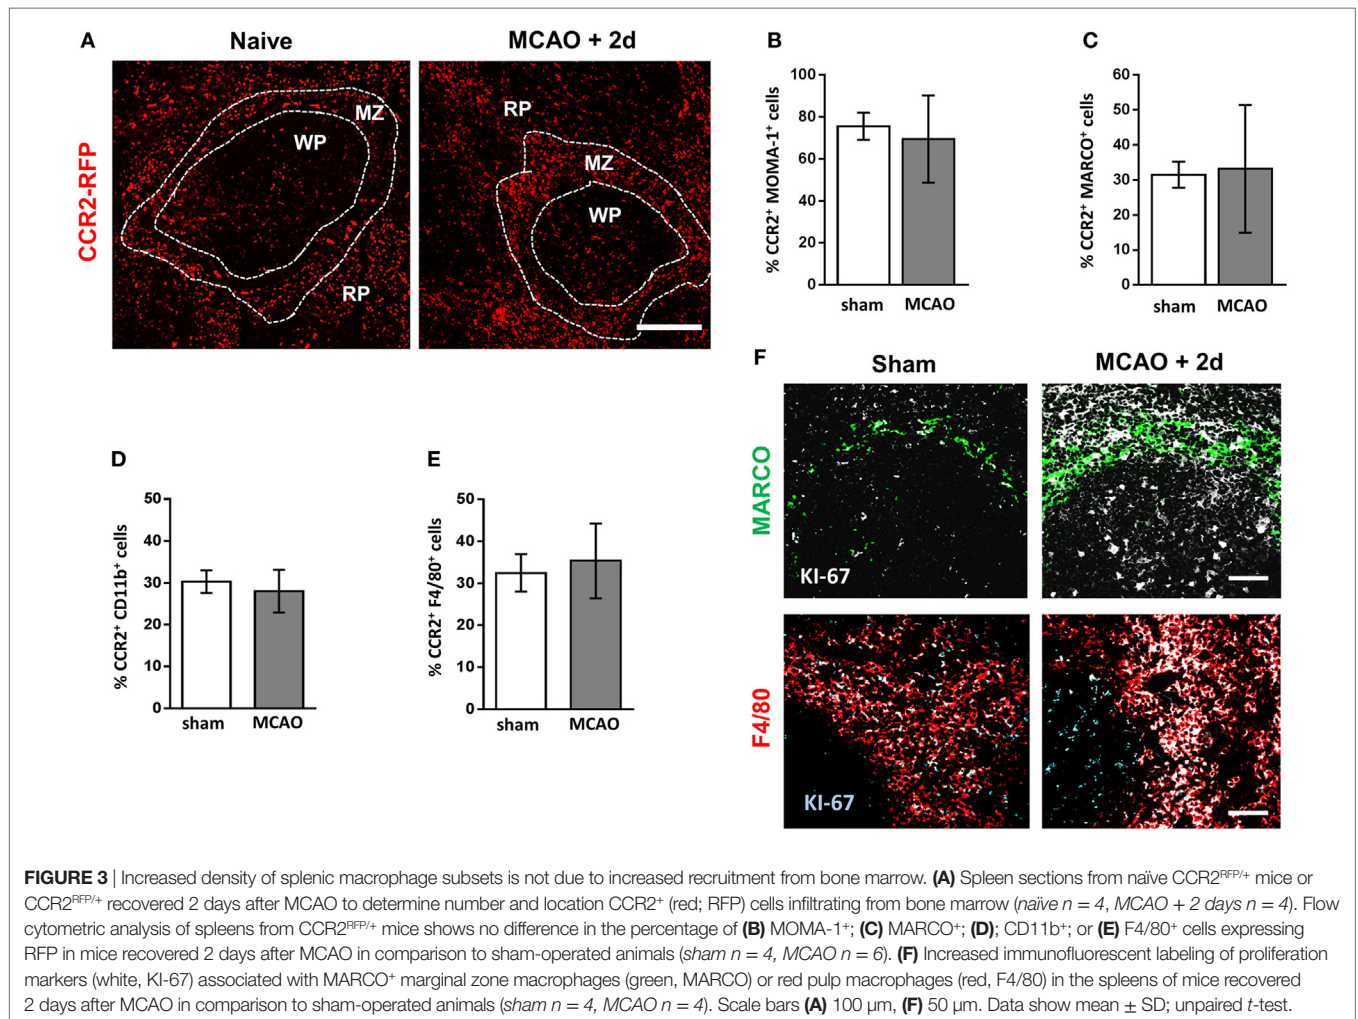 A
Naive
MCAO + 2d
CCR2-RFP
WP
MZ
RP
RP
MZ
WP
B
% CCR2⁺ MOMA-1⁺ cells
100
80
60
40
20
0
sham
MCAO
C
% CCR2⁺ MARCO⁺ cells
60
50
40
30
20
10
0
sham
MCAO
D
% CCR2⁺ CD11b⁺ cells
50
40
30
20
10
0
sham
MCAO
E
% CCR2⁺ F4/80⁺ cells
50
40
30
20
10
0
sham
MCAO
F
Sham
MCAO + 2d
MARCO
KI-67
F4/80
KI-67
FIGURE 3 | Increased density of splenic macrophage subsets is not due to increased recruitment from bone marrow. (A) Spleen sections from naïve CCR2ᴿFP/⁺ mice or
CCR2ᴿFP/⁺ recovered 2 days after MCAO to determine number and location CCR2⁺ (red; RFP) cells infiltrating from bone marrow (naïve n = 4, MCAO + 2 days n = 4). Flow
cytometric analysis of spleens from CCR2ᴿFP/⁺ mice shows no difference in the percentage of (B) MOMA-1⁺; (C) MARCO⁺; (D); CD11b⁺; or (E) F4/80⁺ cells expressing
RFP in mice recovered 2 days after MCAO in comparison to sham-operated animals (sham n = 4, MCAO n = 6). (F) Increased immunofluorescent labeling of proliferation
markers (white, KI-67) associated with MARCO⁺ marginal zone macrophages (green, MARCO) or red pulp macrophages (red, F4/80) in the spleens of mice recovered
2 days after MCAO in comparison to sham-operated animals (sham n = 4, MCAO n = 4). Scale bars (A) 100 µm, (F) 50 µm. Data show mean ± SD; unpaired t-test.